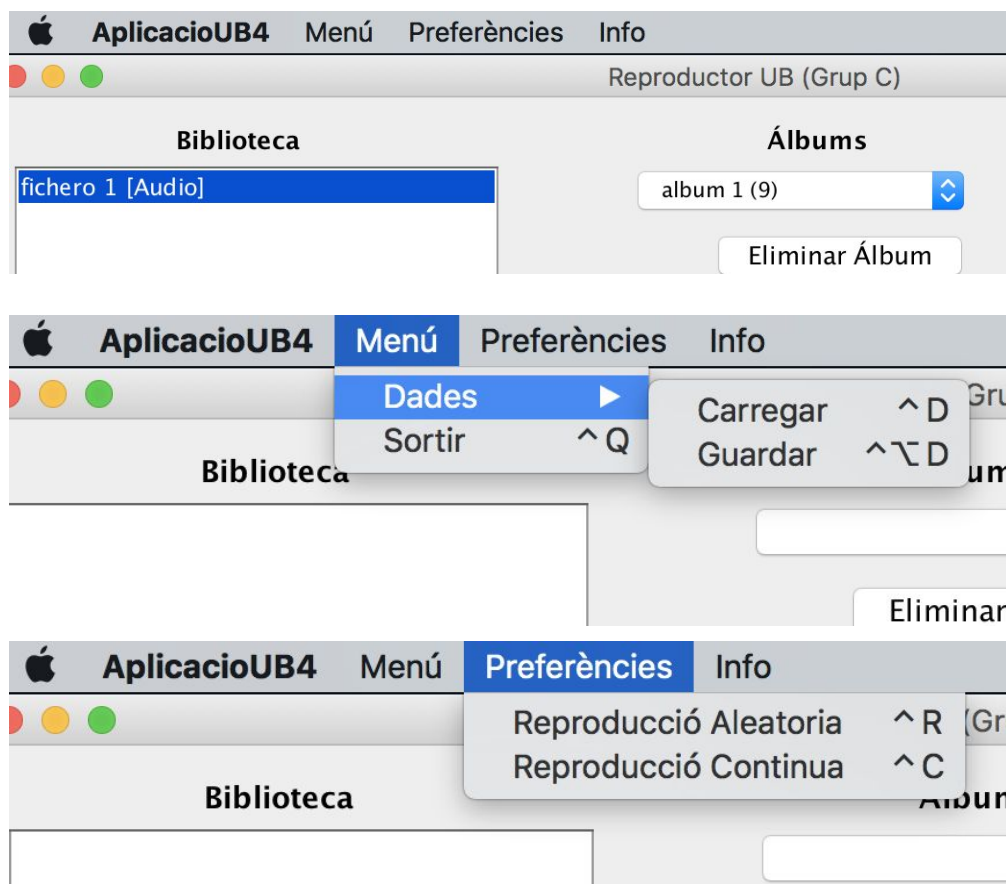 AplicacioUB4 Menú Preferències Info
Reproductor UB (Grup C)
Biblioteca Álbums
fichero 1 [Audio] album 1 (9)
Eliminar Álbum
AplicacioUB4 Menú Preferències Info
Dades
Carregar ^ D
Sortir ^ Q
Guardar ^⌥ D
Biblioteca
Eliminar
AplicacioUB4 Menú Preferències Info
Reproducció Aleatoria ^ R
Reproducció Continua ^ C
Biblioteca